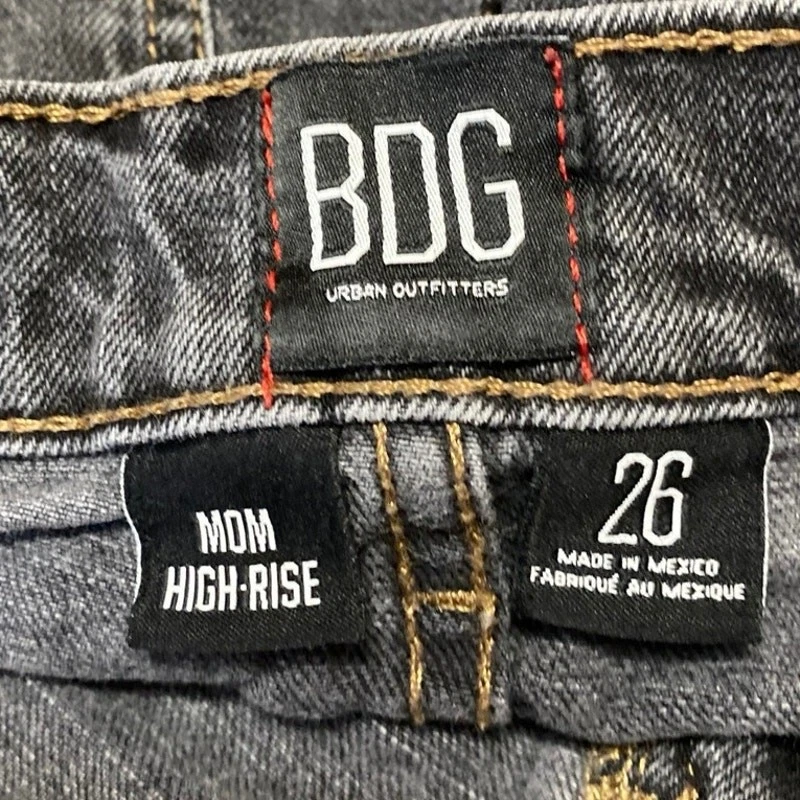 BDG
URBAN OUTFITTERS
MOM
HIGH-RISE
26
MADE IN MEXICO
FABRIQUÉ AU MEXIQUE